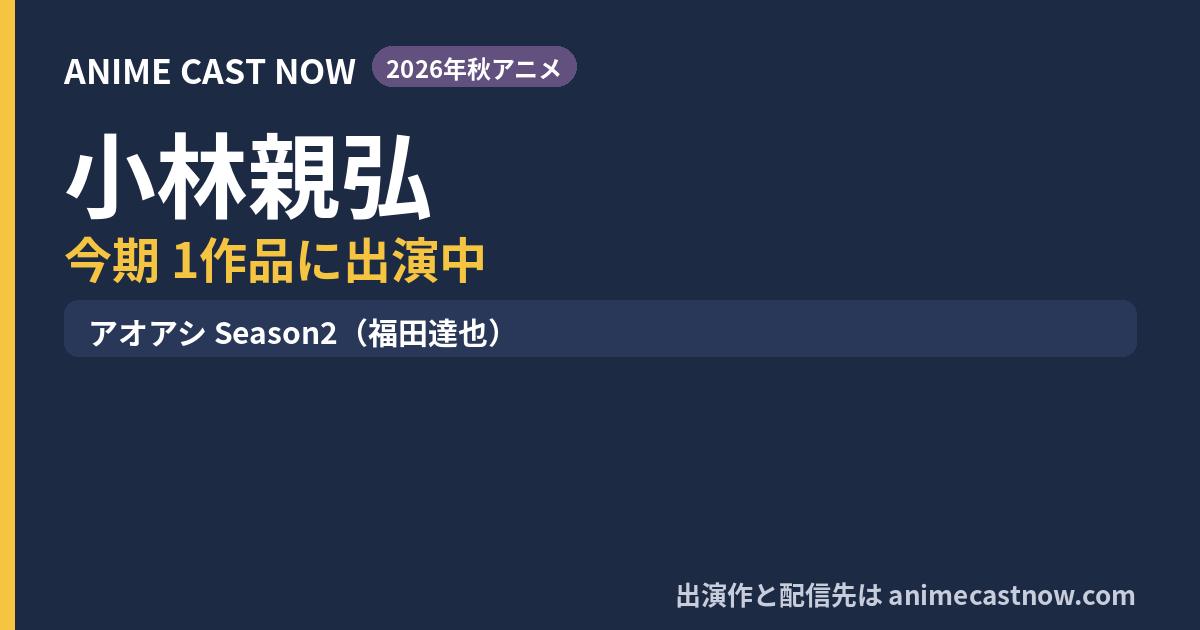 ANIME CAST NOW 2026年秋アニメ
小林親弘
今期 1作品に出演中
アオアシ Season2（福田達也）
出演作と配信先は animecastnow.com